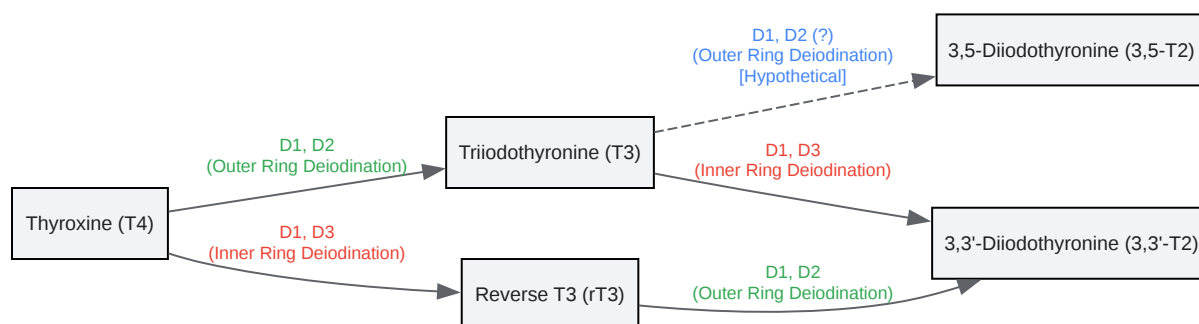 D1, D2 (?)
(Outer Ring Deiodination)
[Hypothetical]
3,5-Diiodothyronine (3,5-T2)
D1, D2
(Outer Ring Deiodination)
Triiodothyronine (T3)
D1, D3
(Inner Ring Deiodination)
Thyroxine (T4)
D1, D3
(Inner Ring Deiodination)
3,3'-Diiodothyronine (3,3'-T2)
Reverse T3 (rT3)
D1, D2
(Outer Ring Deiodination)